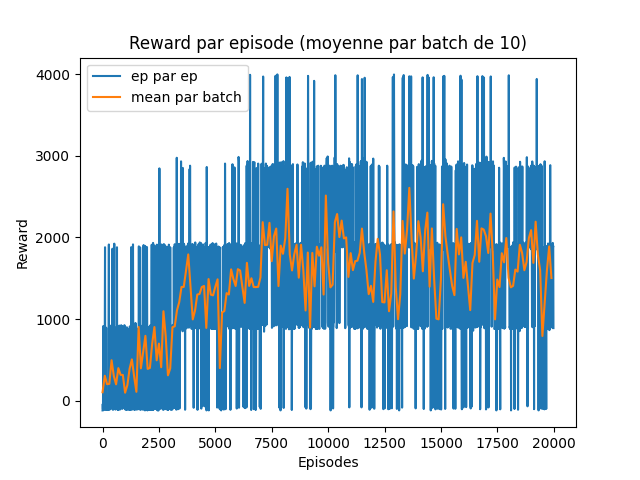 Reward par episode (moyenne par batch de 10)
ep par ep
mean par batch
4000
3000
2000
1000
0
Reward
0 2500 5000 7500 10000 12500 15000 17500 20000
Episodes